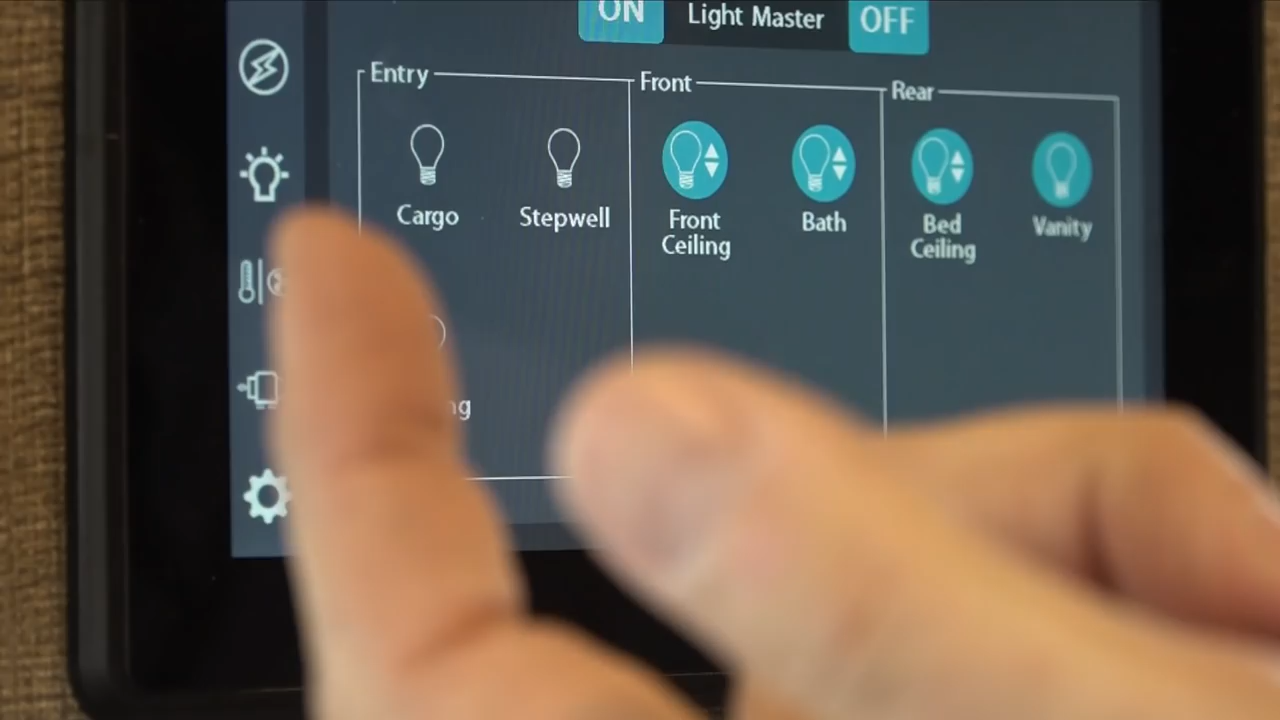 ON Light Master OFF
Entry Front Rear
Cargo Stepwell Front Ceiling Bath Bed Ceiling Vanity